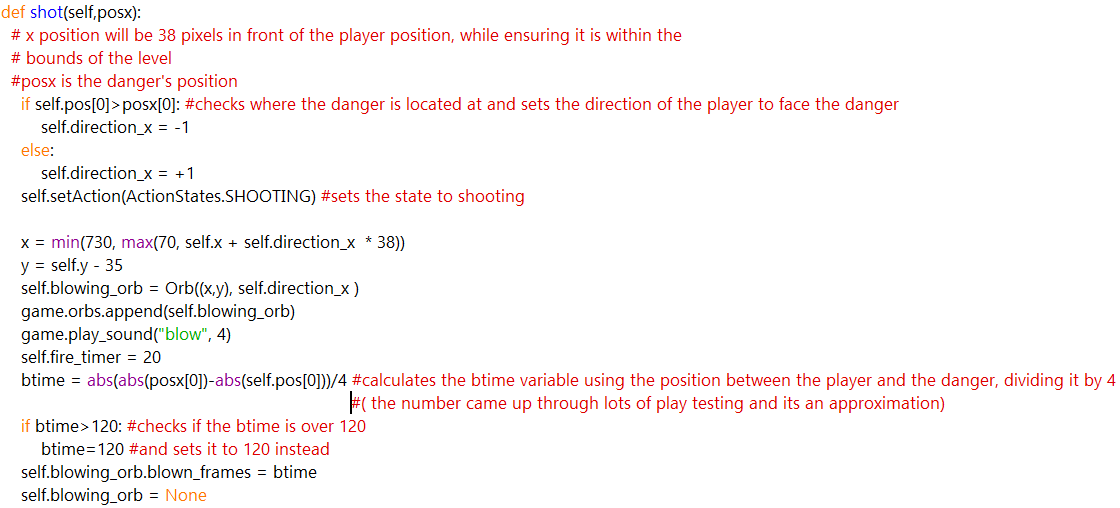 def shot(self,posx):
# x position will be 38 pixels in front of the player position, while ensuring it is within the
# bounds of the level
#posx is the danger's position
if self.pos[0]>posx[0]: #checks where the danger is located at and sets the direction of the player to face the danger
self.direction_x = -1
else:
self.direction_x = +1
self.setAction(ActionStates.SHOOTING) #sets the state to shooting
x = min(730, max(70, self.x + self.direction_x * 38))
y = self.y - 35
self.blowing_orb = Orb((x,y), self.direction_x )
game.orbs.append(self.blowing_orb)
game.play_sound("blow", 4)
self.fire_timer = 20
btime = abs(abs(posx[0])-abs(self.pos[0]))/4 #calculates the btime variable using the position between the player and the danger, dividing it by 4
#( the number came up through lots of play testing and its an approximation)
if btime>120: #checks if the btime is over 120
btime=120 #and sets it to 120 instead
self.blowing_orb.blown_frames = btime
self.blowing_orb = None